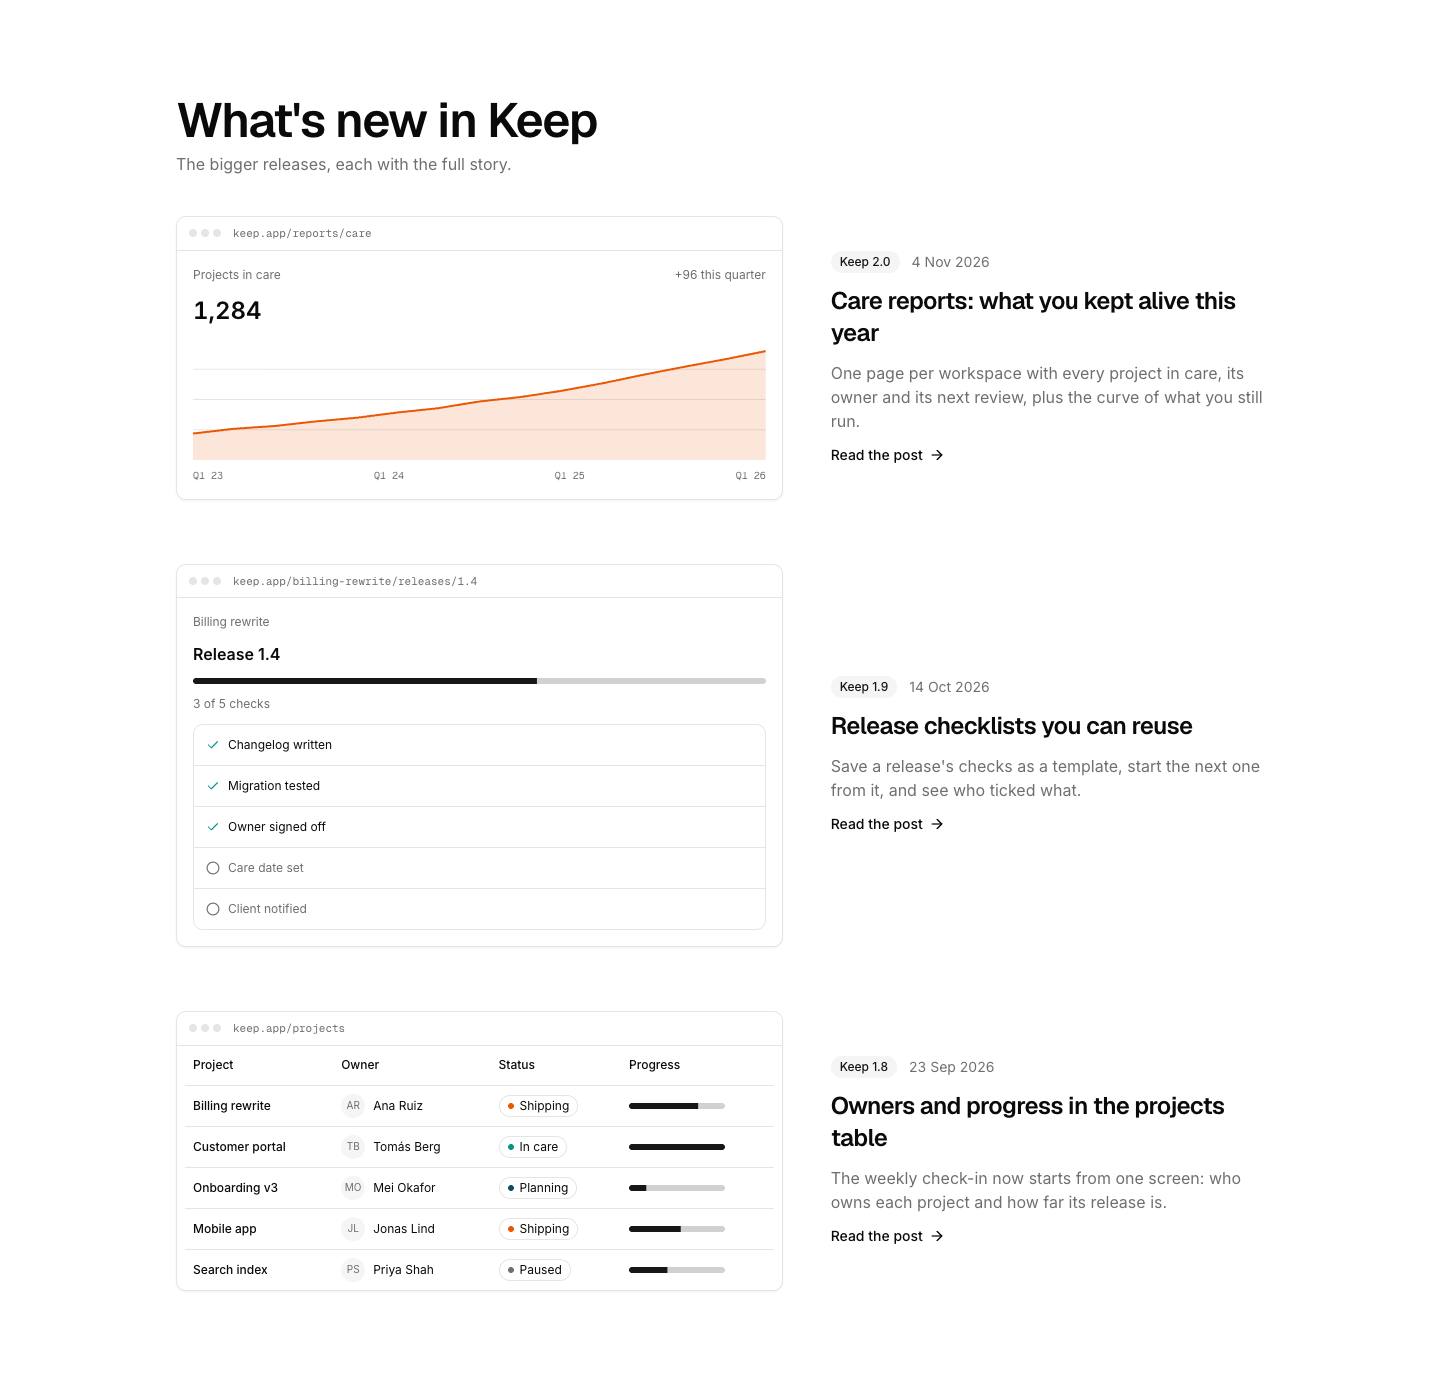 What's new in Keep
The bigger releases, each with the full story.
keep.app/reports/care
Projects in care
+96 this quarter
1,284
Q1 23
Q1 24
Q1 25
Q1 26
Keep 2.0
4 Nov 2026
Care reports: what you kept alive this
year
One page per workspace with every project in care, its
owner and its next review, plus the curve of what you still
run.
Read the post
keep.app/billing-rewrite/releases/1.4
Billing rewrite
Release 1.4
3 of 5 checks
Changelog written
Migration tested
Owner signed off
Care date set
Client notified
Keep 1.9
14 Oct 2026
Release checklists you can reuse
Save a release's checks as a template, start the next one
from it, and see who ticked what.
Read the post
keep.app/projects
Project Owner Status Progress
Billing rewrite AR Ana Ruiz Shipping
Customer portal TB Tomás Berg In care
Onboarding v3 MO Mei Okafor Planning
Mobile app JL Jonas Lind Shipping
Search index PS Priya Shah Paused
Keep 1.8
23 Sep 2026
Owners and progress in the projects
table
The weekly check-in now starts from one screen: who
owns each project and how far its release is.
Read the post